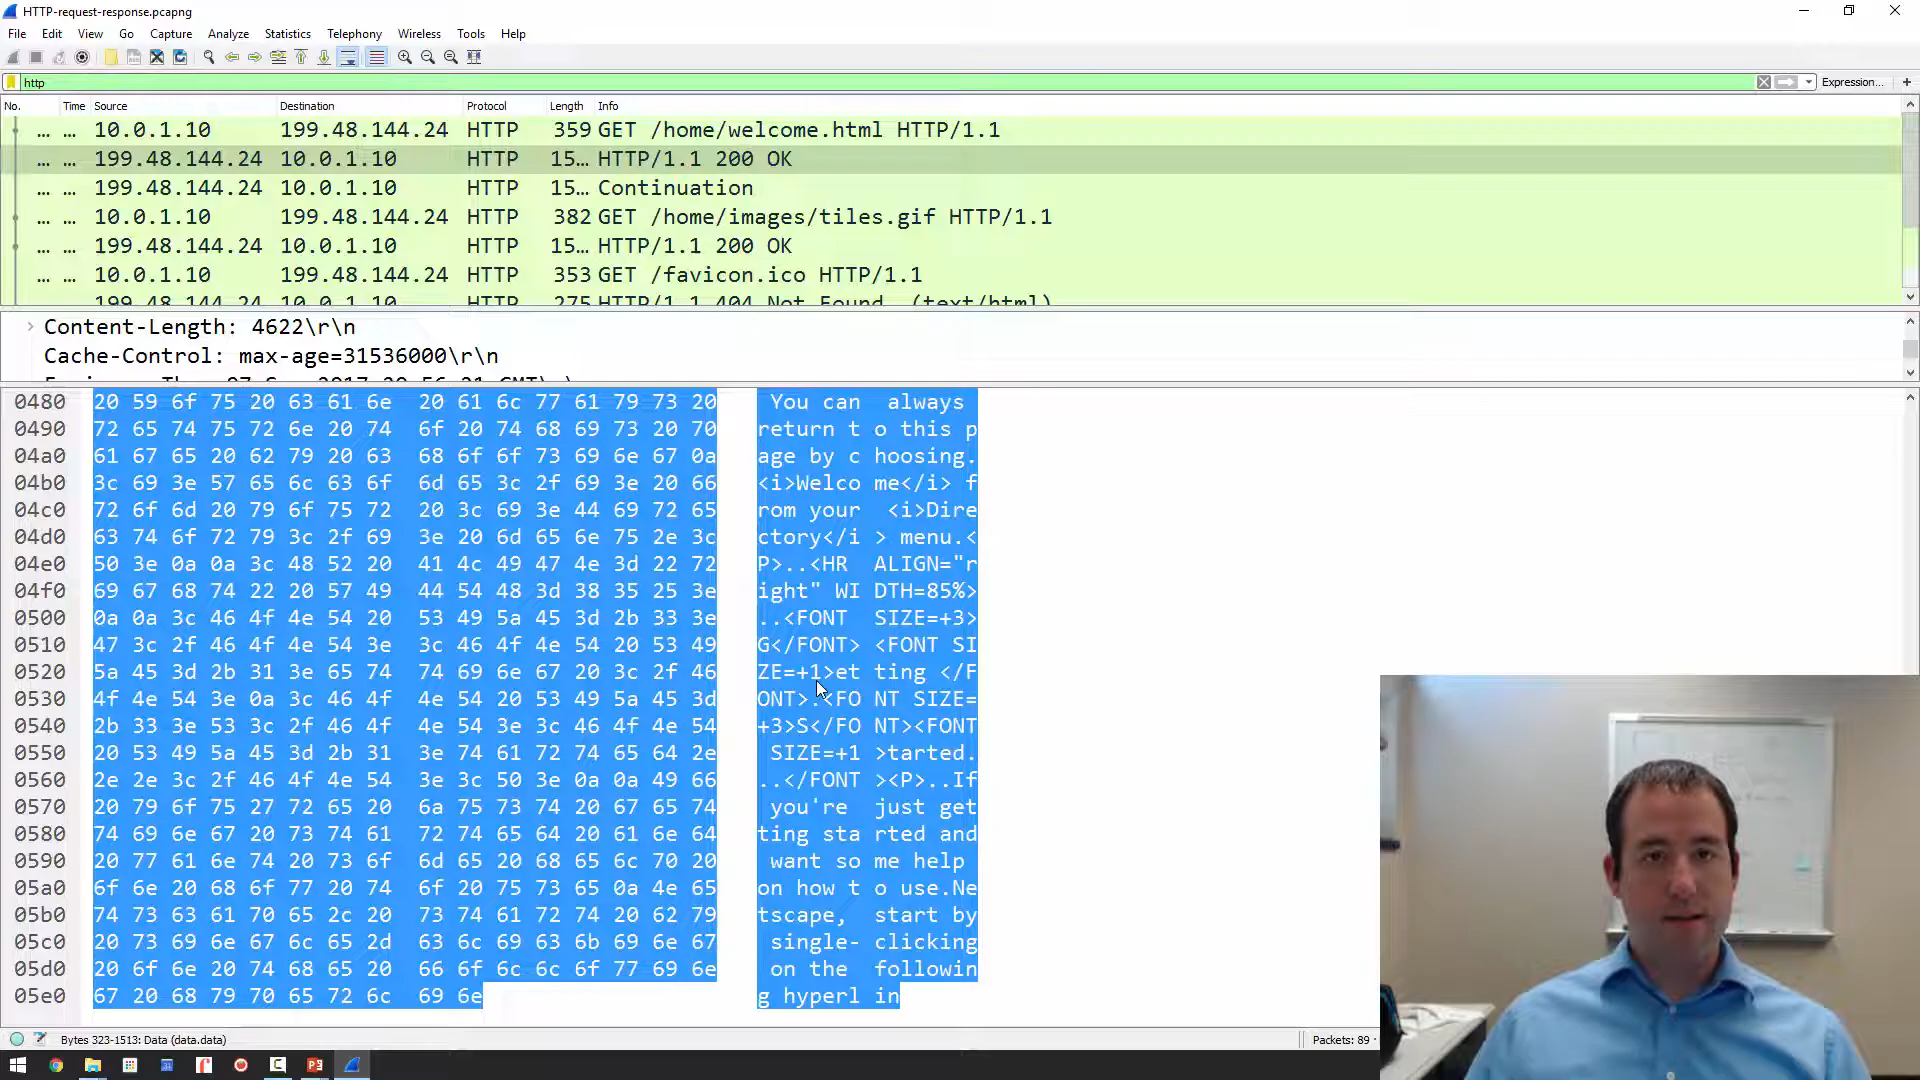 HTTP-request-response.pcapng
File Edit View Go Capture Analyze Statistics Telephony Wireless Tools Help
http Expression... +
No. Time Source Destination Protocol Length Info
... ... 10.0.1.10 199.48.144.24 HTTP 359 GET /home/welcome.html HTTP/1.1
... ... 199.48.144.24 10.0.1.10 HTTP 15... HTTP/1.1 200 OK
... ... 199.48.144.24 10.0.1.10 HTTP 15... Continuation
... ... 10.0.1.10 199.48.144.24 HTTP 382 GET /home/images/tiles.gif HTTP/1.1
... ... 199.48.144.24 10.0.1.10 HTTP 15... HTTP/1.1 200 OK
... ... 10.0.1.10 199.48.144.24 HTTP 353 GET /favicon.ico HTTP/1.1
199.48.144.24 10.0.1.10 HTTP 275 HTTP/1.1 404 Not Found (text/html)
Content-Length: 4622\r\n
Cache-Control: max-age=31536000\r\n
0480 20 59 6f 75 20 63 61 6e 20 61 6c 77 61 79 73 20 You can always
0490 72 65 74 75 72 6e 20 74 6f 20 74 68 69 73 20 70 return t o this p
04a0 61 67 65 20 62 79 20 63 68 6f 6f 73 69 6e 67 0a age by c hoosing.
04b0 3c 69 3e 57 65 6c 63 6f 6d 65 3c 2f 69 3e 20 66 <i>Welco me</i> f
04c0 72 6f 6d 20 79 6f 75 72 20 3c 69 3e 44 69 72 65 rom your <i>Dire
04d0 63 74 6f 72 79 3c 2f 69 3e 20 6d 65 6e 75 2e 3c ctory</i > menu.<
04e0 50 3e 0a 0a 3c 48 52 20 41 4c 49 47 4e 3d 22 72 P>..<HR ALIGN="r
04f0 69 67 68 74 22 20 57 49 44 54 48 3d 38 35 25 3e ight" WI DTH=85%>
0500 0a 0a 3c 46 4f 4e 54 20 53 49 5a 45 3d 2b 33 3e ..<FONT SIZE=+3>
0510 47 3c 2f 46 4f 4e 54 3e 3c 46 4f 4e 54 20 53 49 G</FONT> <FONT SI
0520 5a 45 3d 2b 31 3e 65 74 74 69 6e 67 20 3c 2f 46 ZE=+1>et ting </F
0530 4f 4e 54 3e 0a 3c 46 4f 4e 54 20 53 49 5a 45 3d ONT>.<FO NT SIZE=
0540 2b 33 3e 53 3c 2f 46 4f 4e 54 3e 3c 46 4f 4e 54 +3>S</FO NT><FONT
0550 20 53 49 5a 45 3d 2b 31 3e 74 61 72 74 65 64 2e SIZE=+1 >tarted.
0560 2e 2e 3c 2f 46 4f 4e 54 3e 3c 50 3e 0a 0a 49 66 ..</FONT ><P>..If
0570 20 79 6f 75 27 72 65 20 6a 75 73 74 20 67 65 74 you're just get
0580 74 69 6e 67 20 73 74 61 72 74 65 64 20 61 6e 64 ting sta rted and
0590 20 77 61 6e 74 20 73 6f 6d 65 20 68 65 6c 70 20 want so me help
05a0 6f 6e 20 68 6f 77 20 74 6f 20 75 73 65 0a 4e 65 on how t o use.Ne
05b0 74 73 63 61 70 65 2c 20 73 74 61 72 74 20 62 79 tscape, start by
05c0 20 73 69 6e 67 6c 65 2d 63 6c 69 63 6b 69 6e 67 single- clicking
05d0 20 6f 6e 20 74 68 65 20 66 6f 6c 6c 6f 77 69 6e on the followin
05e0 67 20 68 79 70 65 72 6c 69 6e g hyperl in
Bytes 323-1513: Data (data.data) Packets: 89 ·